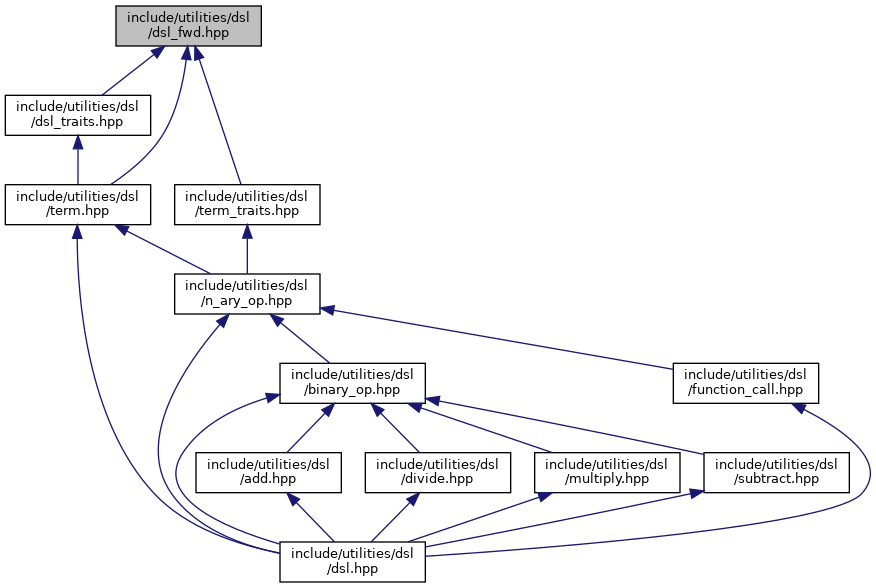 include/utilities/dsl
/dsl_fwd.hpp
include/utilities/dsl
/dsl_traits.hpp
include/utilities/dsl
/term.hpp
include/utilities/dsl
/term_traits.hpp
include/utilities/dsl
/n_ary_op.hpp
include/utilities/dsl
/binary_op.hpp
include/utilities/dsl
/function_call.hpp
include/utilities/dsl
/add.hpp
include/utilities/dsl
/divide.hpp
include/utilities/dsl
/multiply.hpp
include/utilities/dsl
/subtract.hpp
include/utilities/dsl
/dsl.hpp